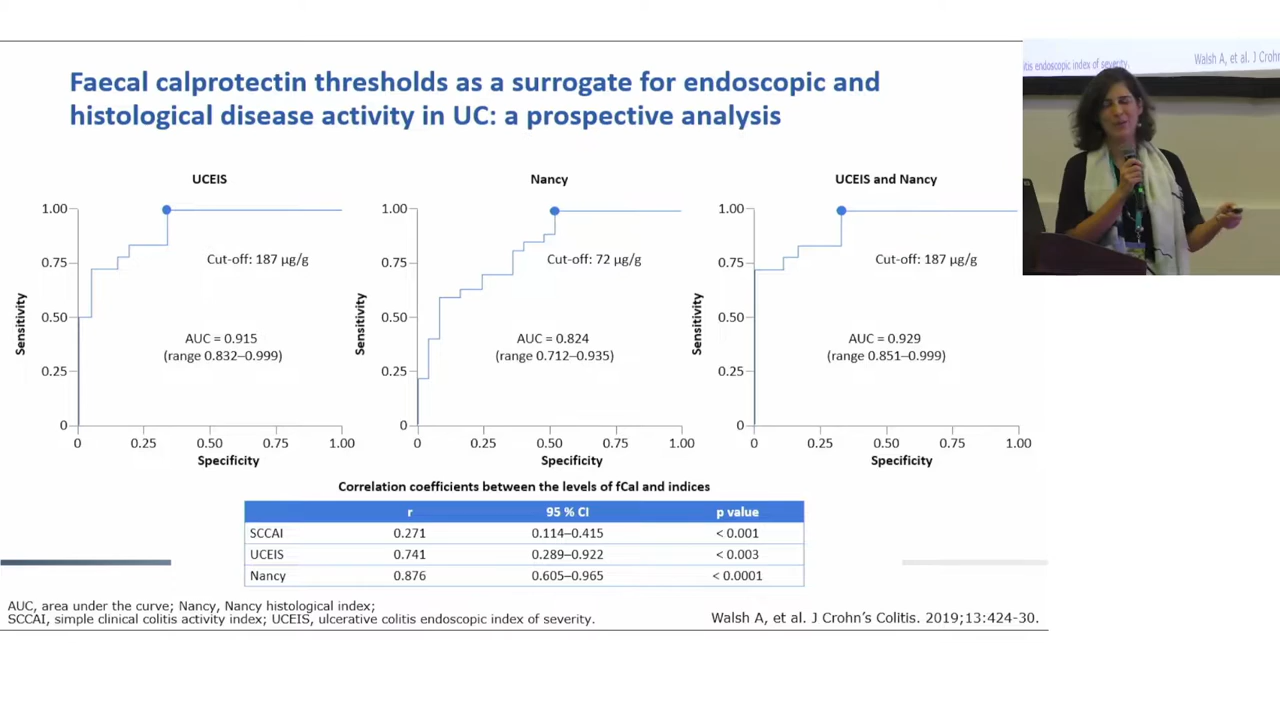 Faecal calprotectin thresholds as a surrogate for endoscopic and
histological disease activity in UC: a prospective analysis
itis endoscopic index of severity.
Walsh A, et al. J Crohn
UCEIS
1.00
0.75
0.50
0.25
0
Sensitivity
Cut-off: 187 µg/g
AUC = 0.915
(range 0.832–0.999)
0 0.25 0.50 0.75 1.00
Specificity
Nancy
1.00
0.75
0.50
0.25
0
Sensitivity
Cut-off: 72 µg/g
AUC = 0.824
(range 0.712–0.935)
0 0.25 0.50 0.75 1.00
Specificity
UCEIS and Nancy
1.00
0.75
0.50
0.25
0
Sensitivity
Cut-off: 187 µg/g
AUC = 0.929
(range 0.851–0.999)
0 0.25 0.50 0.75 1.00
Specificity
Correlation coefficients between the levels of fCal and indices
r 95 % CI p value
SCCAI 0.271 0.114–0.415 < 0.001
UCEIS 0.741 0.289–0.922 < 0.003
Nancy 0.876 0.605–0.965 < 0.0001
AUC, area under the curve; Nancy, Nancy histological index;
SCCAI, simple clinical colitis activity index; UCEIS, ulcerative colitis endoscopic index of severity.
Walsh A, et al. J Crohn’s Colitis. 2019;13:424-30.